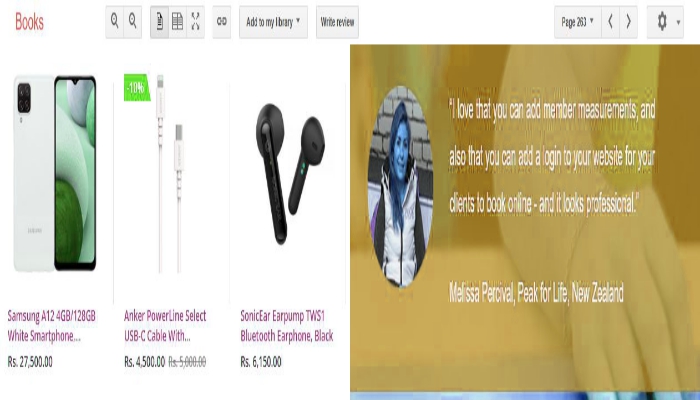 Books
Add to my library
Write review
Page 263
-10%
SAMSUNG
Samsung A12 4GB/128GB
White Smartphone,...
Rs. 27,500.00
Anker PowerLine Select
USB-C Cable With...
Rs. 4,500.00 Rs. 5,000.00
SonicEar Earpump TWS1
Bluetooth Earphone, Black
Rs. 6,150.00
"I love that you can add member measurements, and
also that you can add a login to your website for your
clients to book online - and it looks professional."
Melissa Percival, Peak for Life, New Zealand